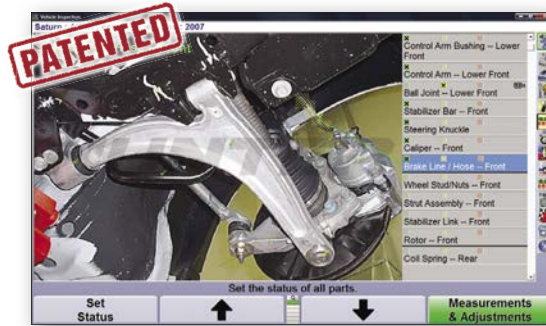 PATENTED
Vehicle Inspection
Saturn
2007
HUNTER
Control Arm Bushing -- Lower
Front
Control Arm -- Lower Front
Ball Joint -- Lower Front
Stabilizer Bar -- Front
Steering Knuckle
Caliper -- Front
Brake Line / Hose -- Front
Wheel Stud/Nuts -- Front
Strut Assembly -- Front
Stabilizer Link -- Front
Rotor -- Front
Coil Spring -- Rear
Set the status of all parts.
Set
Status
Measurements
& Adjustments